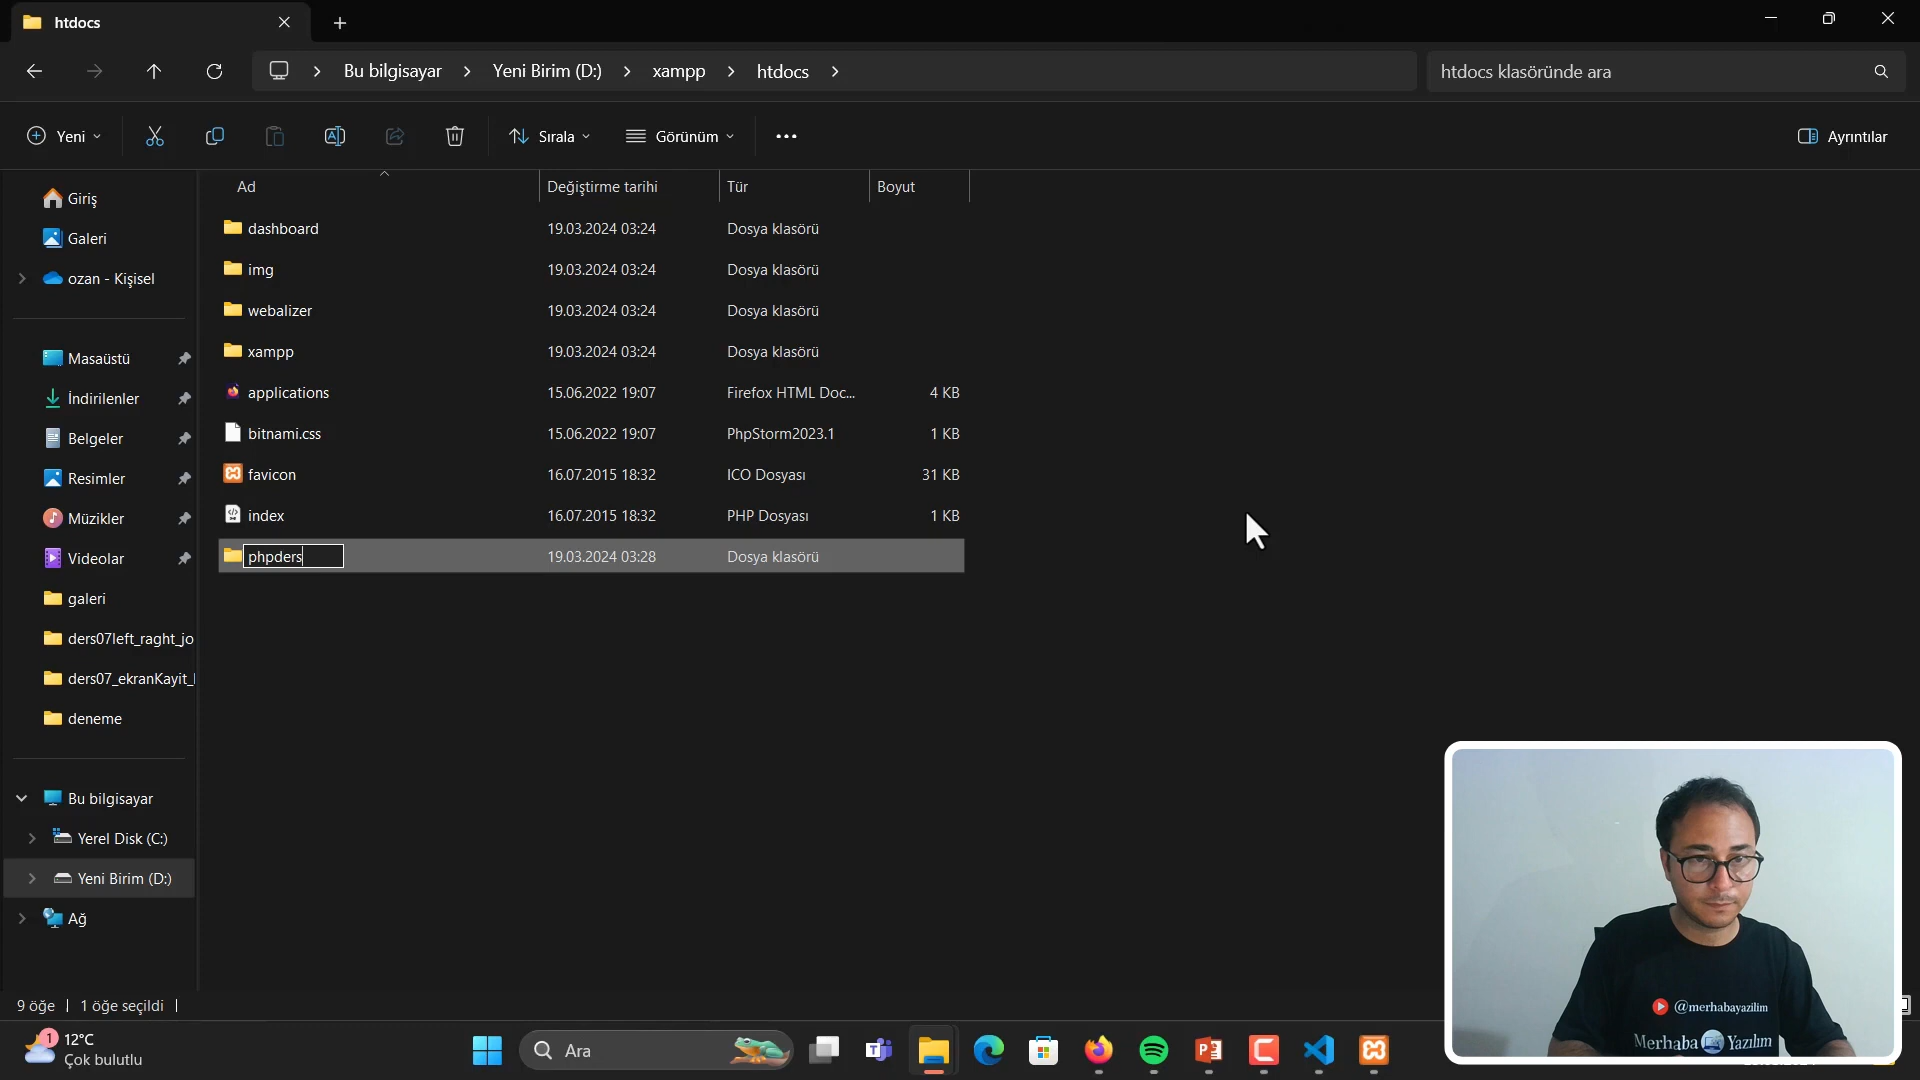 htdocs
Bu bilgisayar
Yeni Birim (D:)
xampp
htdocs
htdocs klasöründe ara
Yeni
Sırala
Görünüm
Ayrıntılar
Ad
Değiştirme tarihi
Tür
Boyut
Giriş
Galeri
ozan - Kişisel
Masaüstü
İndirilenler
Belgeler
Resimler
Müzikler
Videolar
galeri
ders07left_raght_jo
ders07_ekranKayit_
deneme
Bu bilgisayar
Yerel Disk (C:)
Yeni Birim (D:)
Ağ
dashboard 19.03.2024 03:24 Dosya klasörü
img 19.03.2024 03:24 Dosya klasörü
webalizer 19.03.2024 03:24 Dosya klasörü
xampp 19.03.2024 03:24 Dosya klasörü
applications 15.06.2022 19:07 Firefox HTML Doc... 4 KB
bitnami.css 15.06.2022 19:07 PhpStorm2023.1 1 KB
favicon 16.07.2015 18:32 ICO Dosyası 31 KB
index 16.07.2015 18:32 PHP Dosyası 1 KB
phpders 19.03.2024 03:28 Dosya klasörü
9 öğe
1 öğe seçildi
1
12°C
Çok bulutlu
Ara
@merhabayazilim
Merhaba Yazılım